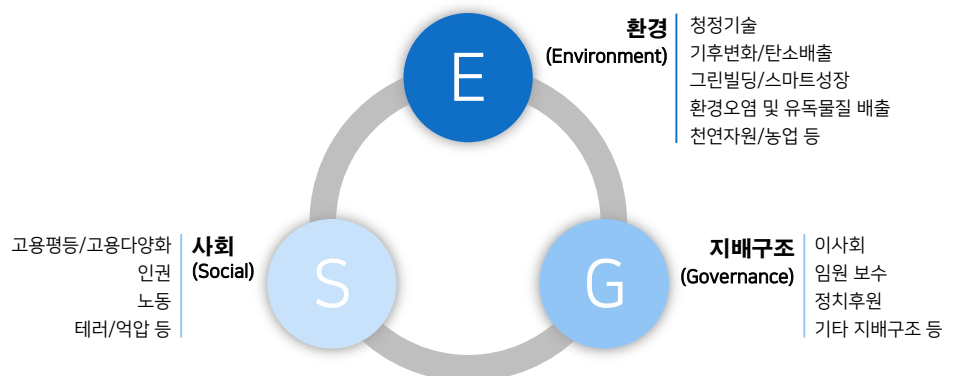 E
환경
(Environment)
청정기술
기후변화/탄소배출
그린빌딩/스마트성장
환경오염 및 유독물질 배출
천연자원/농업 등
고용평등/고용다양화
인권
노동
테러/억압 등
사회
(Social)
S
G
지배구조
(Governance)
이사회
임원 보수
정치후원
기타 지배구조 등